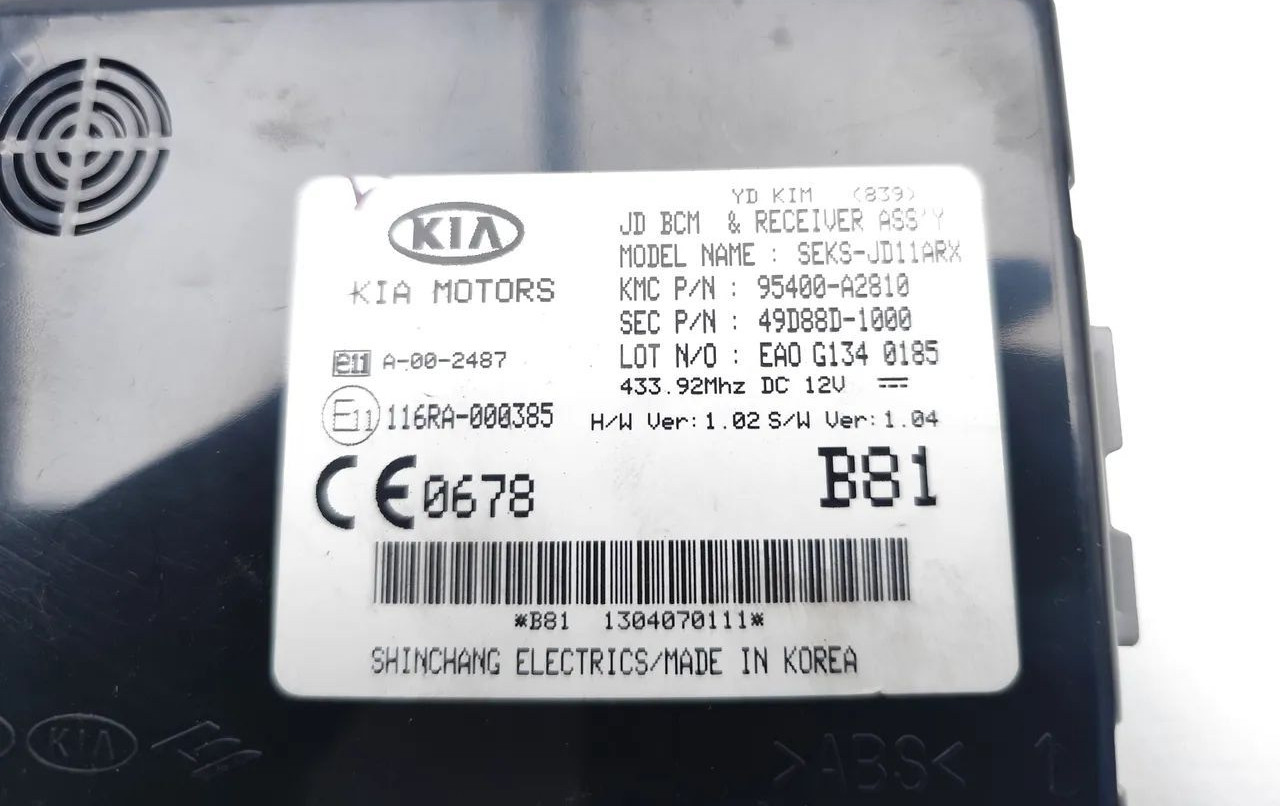 YD KIM (839)
KIA
JD BCM & RECEIVER ASS'Y
MODEL NAME : SEKS-JD11ARX
KIA MOTORS
KMC P/N : 95400-A2810
SEC P/N : 49D88D-1000
e11 A-00-2487
LOT N/O : EAO G134 0185
433.92Mhz DC 12V
E11 116RA-000385
H/W Ver:1.02 S/W Ver:1.04
CE 0678
B81
*B81 1304070111*
SHINCHANG ELECTRICS/MADE IN KOREA
KIA
>ABS<